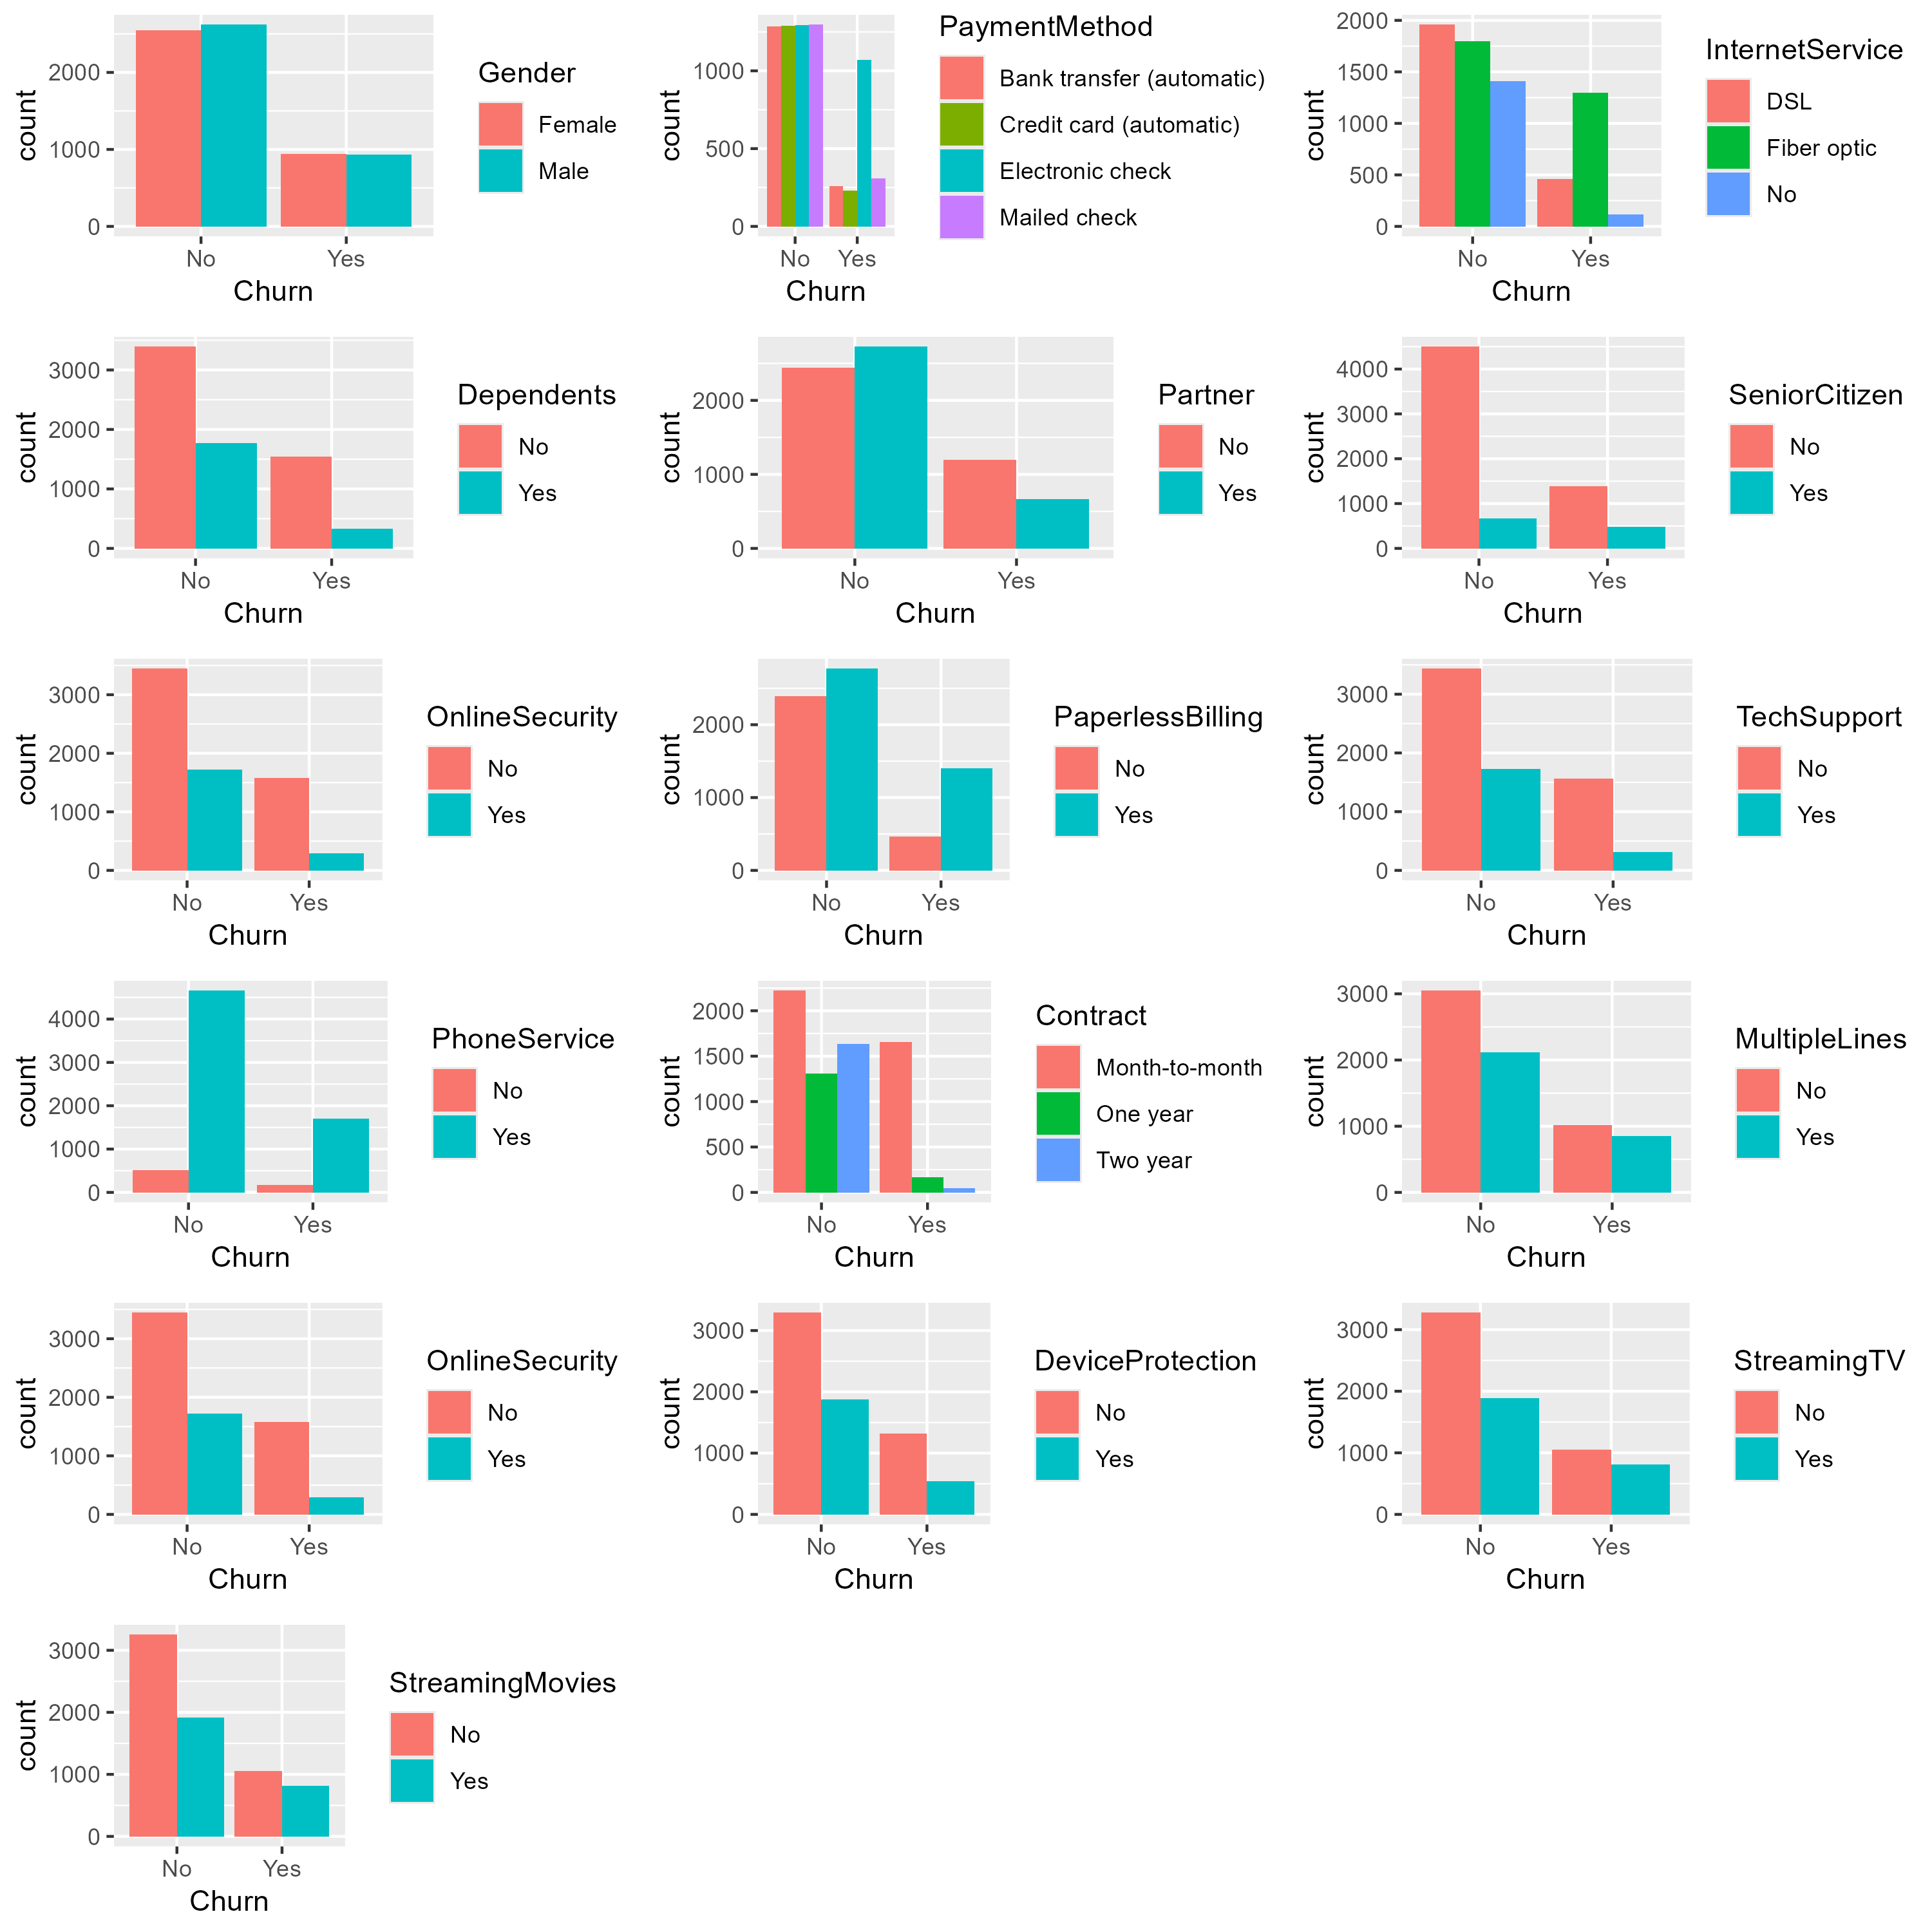 count
2000
1000
0
No
Yes
Churn
Gender
Female
Male
count
1000
500
0
No
Yes
Churn
PaymentMethod
Bank transfer (automatic)
Credit card (automatic)
Electronic check
Mailed check
count
2000
1500
1000
500
0
No
Yes
Churn
InternetService
DSL
Fiber optic
No
count
3000
2000
1000
0
No
Yes
Churn
Dependents
No
Yes
count
2000
1000
0
No
Yes
Churn
Partner
No
Yes
count
4000
3000
2000
1000
0
No
Yes
Churn
SeniorCitizen
No
Yes
count
3000
2000
1000
0
No
Yes
Churn
OnlineSecurity
No
Yes
count
2000
1000
0
No
Yes
Churn
PaperlessBilling
No
Yes
count
3000
2000
1000
0
No
Yes
Churn
TechSupport
No
Yes
count
4000
3000
2000
1000
0
No
Yes
Churn
PhoneService
No
Yes
count
2000
1500
1000
500
0
No
Yes
Churn
Contract
Month-to-month
One year
Two year
count
3000
2000
1000
0
No
Yes
Churn
MultipleLines
No
Yes
count
3000
2000
1000
0
No
Yes
Churn
OnlineSecurity
No
Yes
count
3000
2000
1000
0
No
Yes
Churn
DeviceProtection
No
Yes
count
3000
2000
1000
0
No
Yes
Churn
StreamingTV
No
Yes
count
3000
2000
1000
0
No
Yes
Churn
StreamingMovies
No
Yes